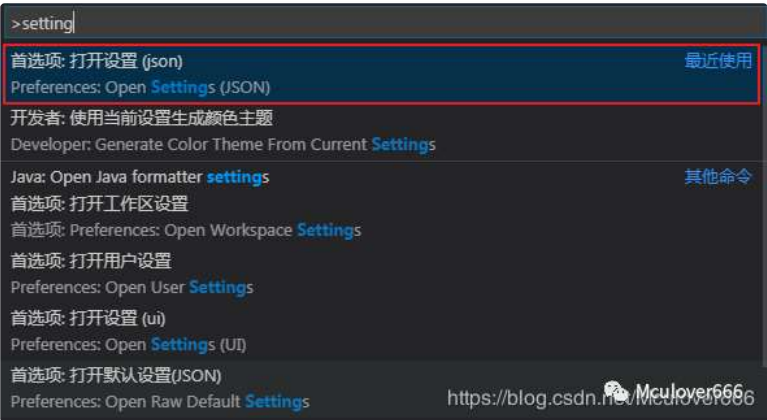 >setting
首选项: 打开设置 (json) 最近使用
Preferences: Open Settings (JSON)
开发者: 使用当前设置生成颜色主题
Developer: Generate Color Theme From Current Settings
Java: Open Java formatter settings 其他命令
首选项: 打开工作区设置
首选项: Preferences: Open Workspace Settings
首选项: 打开用户设置
Preferences: Open User Settings
首选项: 打开设置 (ui)
Preferences: Open Settings (UI)
首选项: 打开默认设置(JSON)
Preferences: Open Raw Default Settings
https://blog.csdn.net/Mculover666
Mculover666